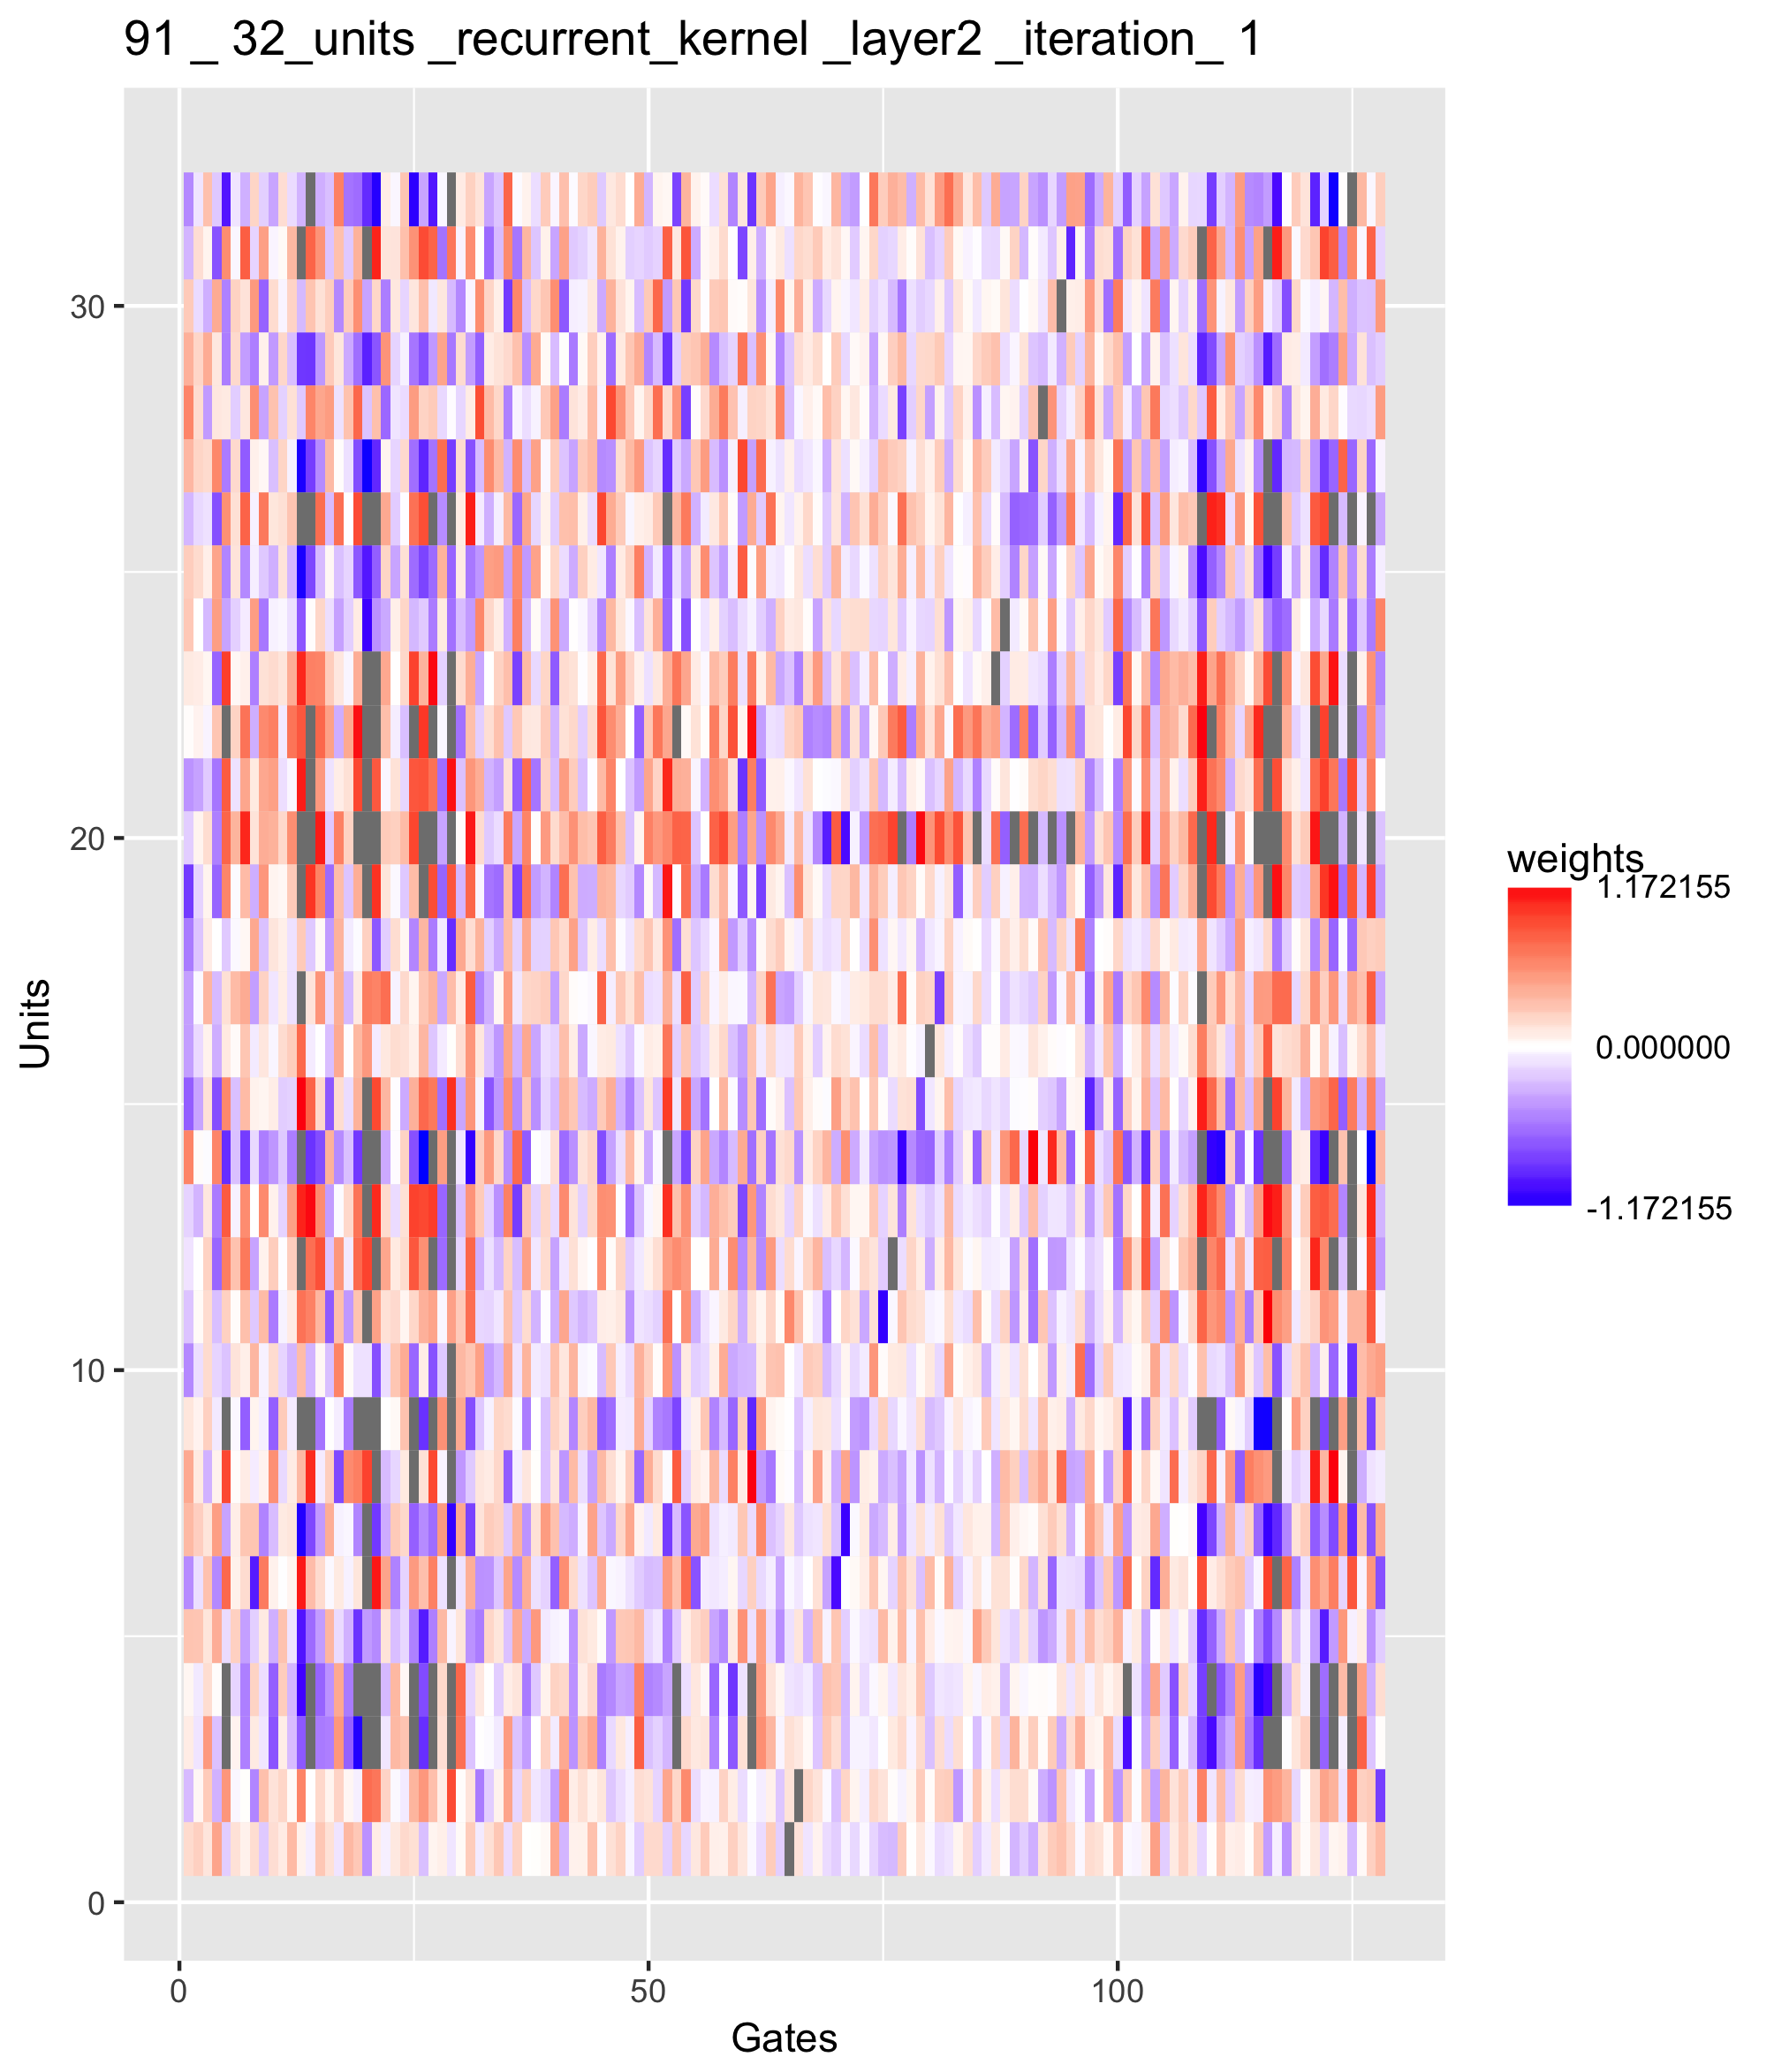 91 _ 32_units _recurrent_kernel _layer2 _iteration_ 1
30
20
10
0
Units
0 50 100
Gates
weights
1.172155
0.000000
-1.172155